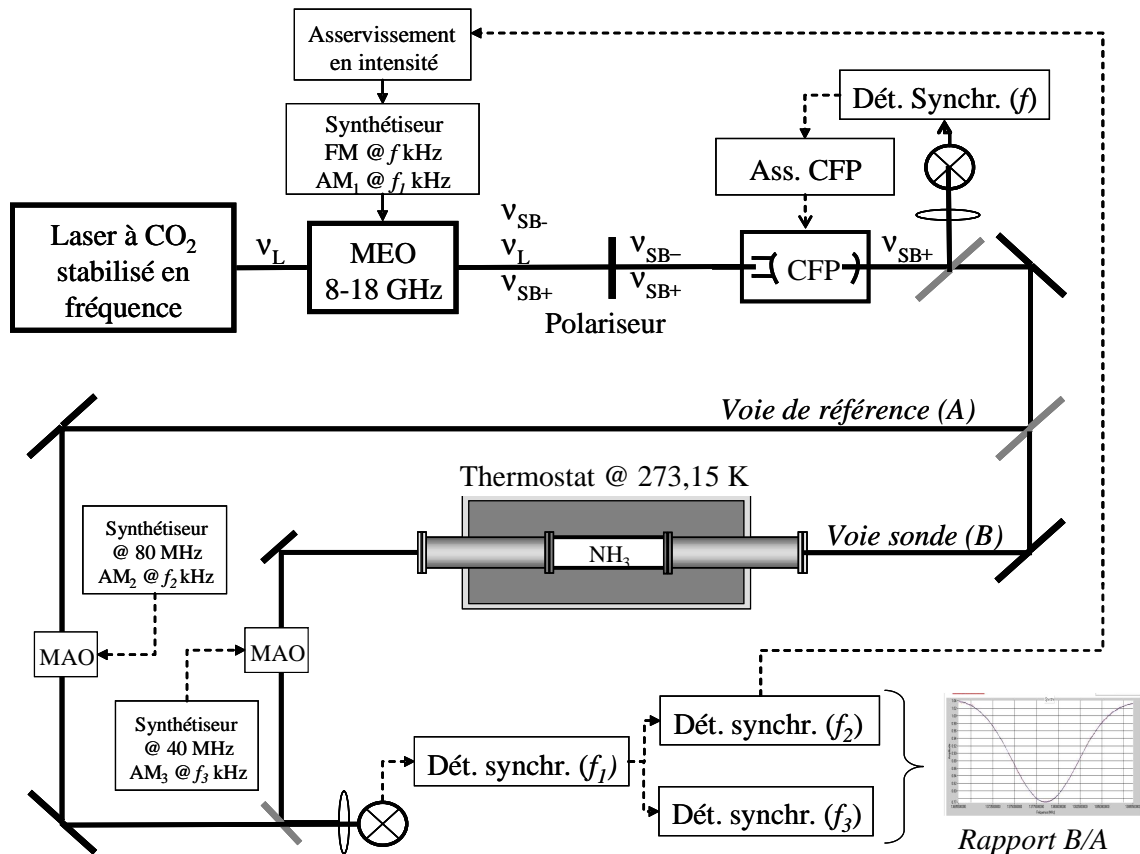 Asservissement
en intensité
Synthétiseur
FM @ f kHz
AM1 @ f1 kHz
Dét. Synchr. (f)
Ass. CFP
Laser à CO2
stabilisé en
fréquence
νL
MEO
8-18 GHz
νSB-
νL
νSB+
νSB−
νSB+
Polariseur
CFP
νSB+
Voie de référence (A)
Thermostat @ 273,15 K
NH3
Voie sonde (B)
Synthétiseur
@ 80 MHz
AM2 @ f2 kHz
MAO
MAO
Synthétiseur
@ 40 MHz
AM3 @ f3 kHz
Dét. synchr. (f1)
Dét. synchr. (f2)
Dét. synchr. (f3)
Rapport B/A